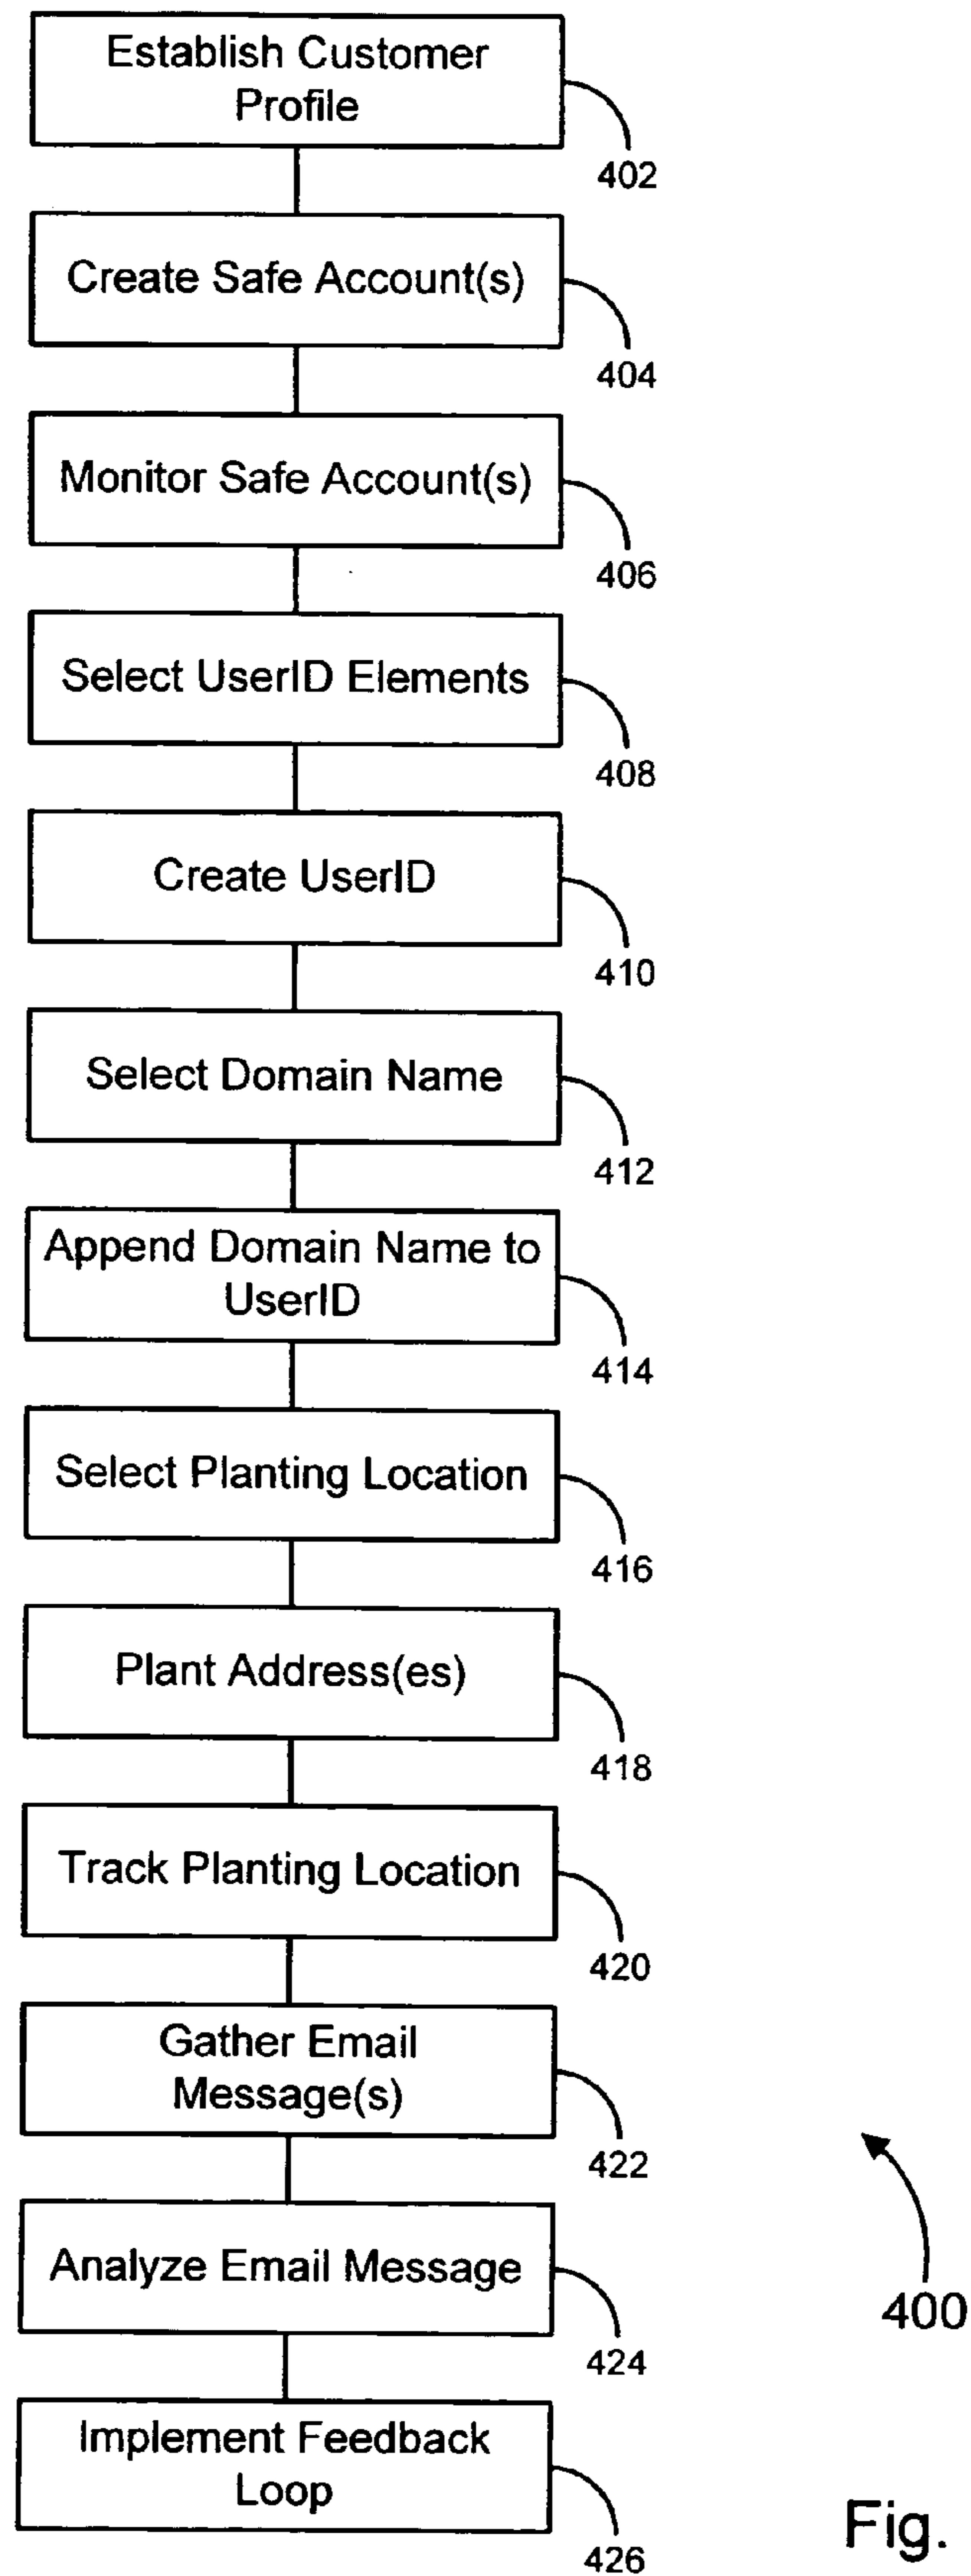 Establish Customer
Profile
402
Create Safe Account(s)
404
Monitor Safe Account(s)
406
Select UserID Elements
408
Create UserID
410
Select Domain Name
412
Append Domain Name to
UserID
414
Select Planting Location
416
Plant Address(es)
418
Track Planting Location
420
Gather Email
Message(s)
422
Analyze Email Message
424
400
Implement Feedback
Loop
426
Fig.